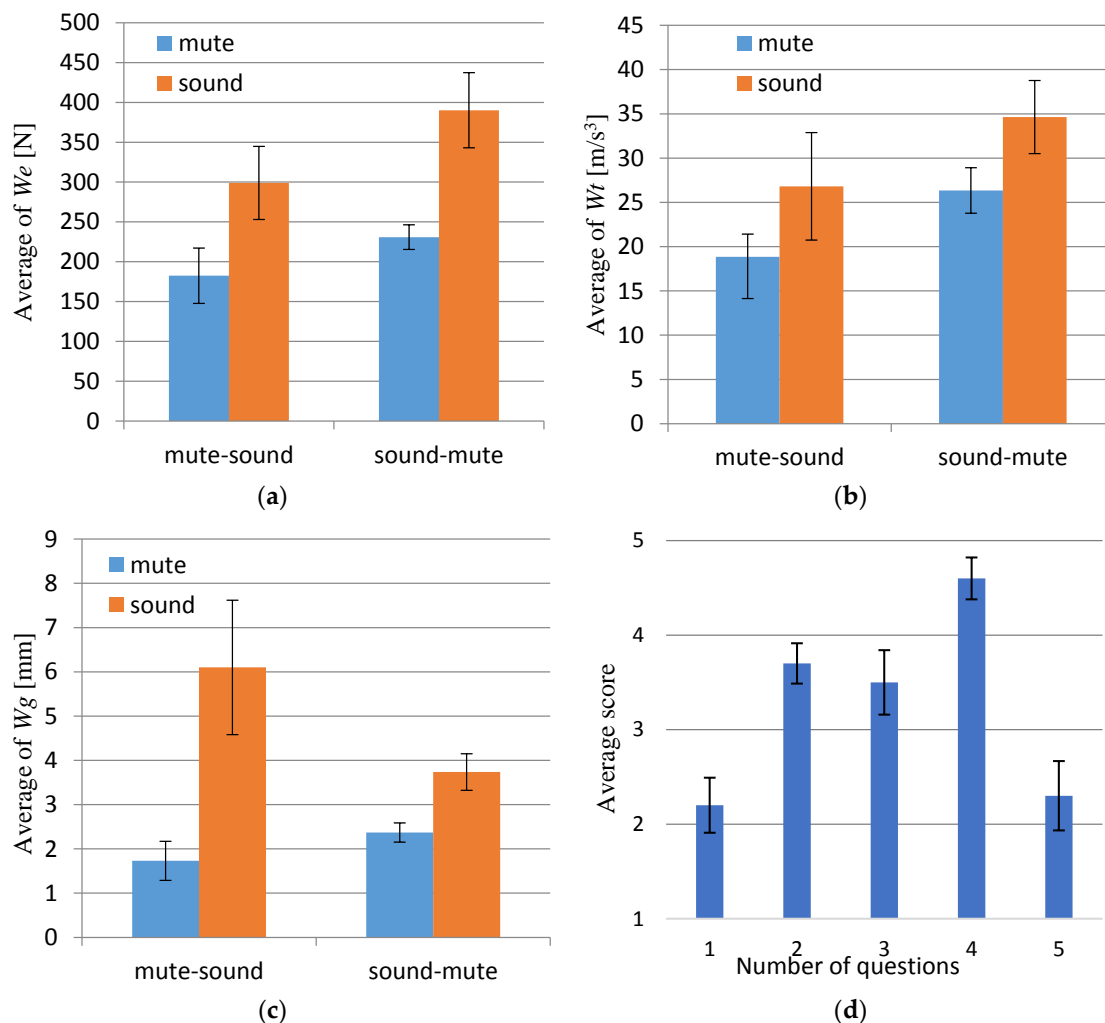 500
450
400
350
300
250
200
150
100
50
0
Average of We [N]
mute
sound
mute-sound
sound-mute
(a)
45
40
35
30
25
20
15
10
5
0
Average of Wt [m/s³]
mute
sound
mute-sound
sound-mute
(b)
9
8
7
6
5
4
3
2
1
0
Average of Wg [mm]
mute
sound
mute-sound
sound-mute
(c)
5
4
3
2
1
Average score
1 2 3 4 5
Number of questions
(d)